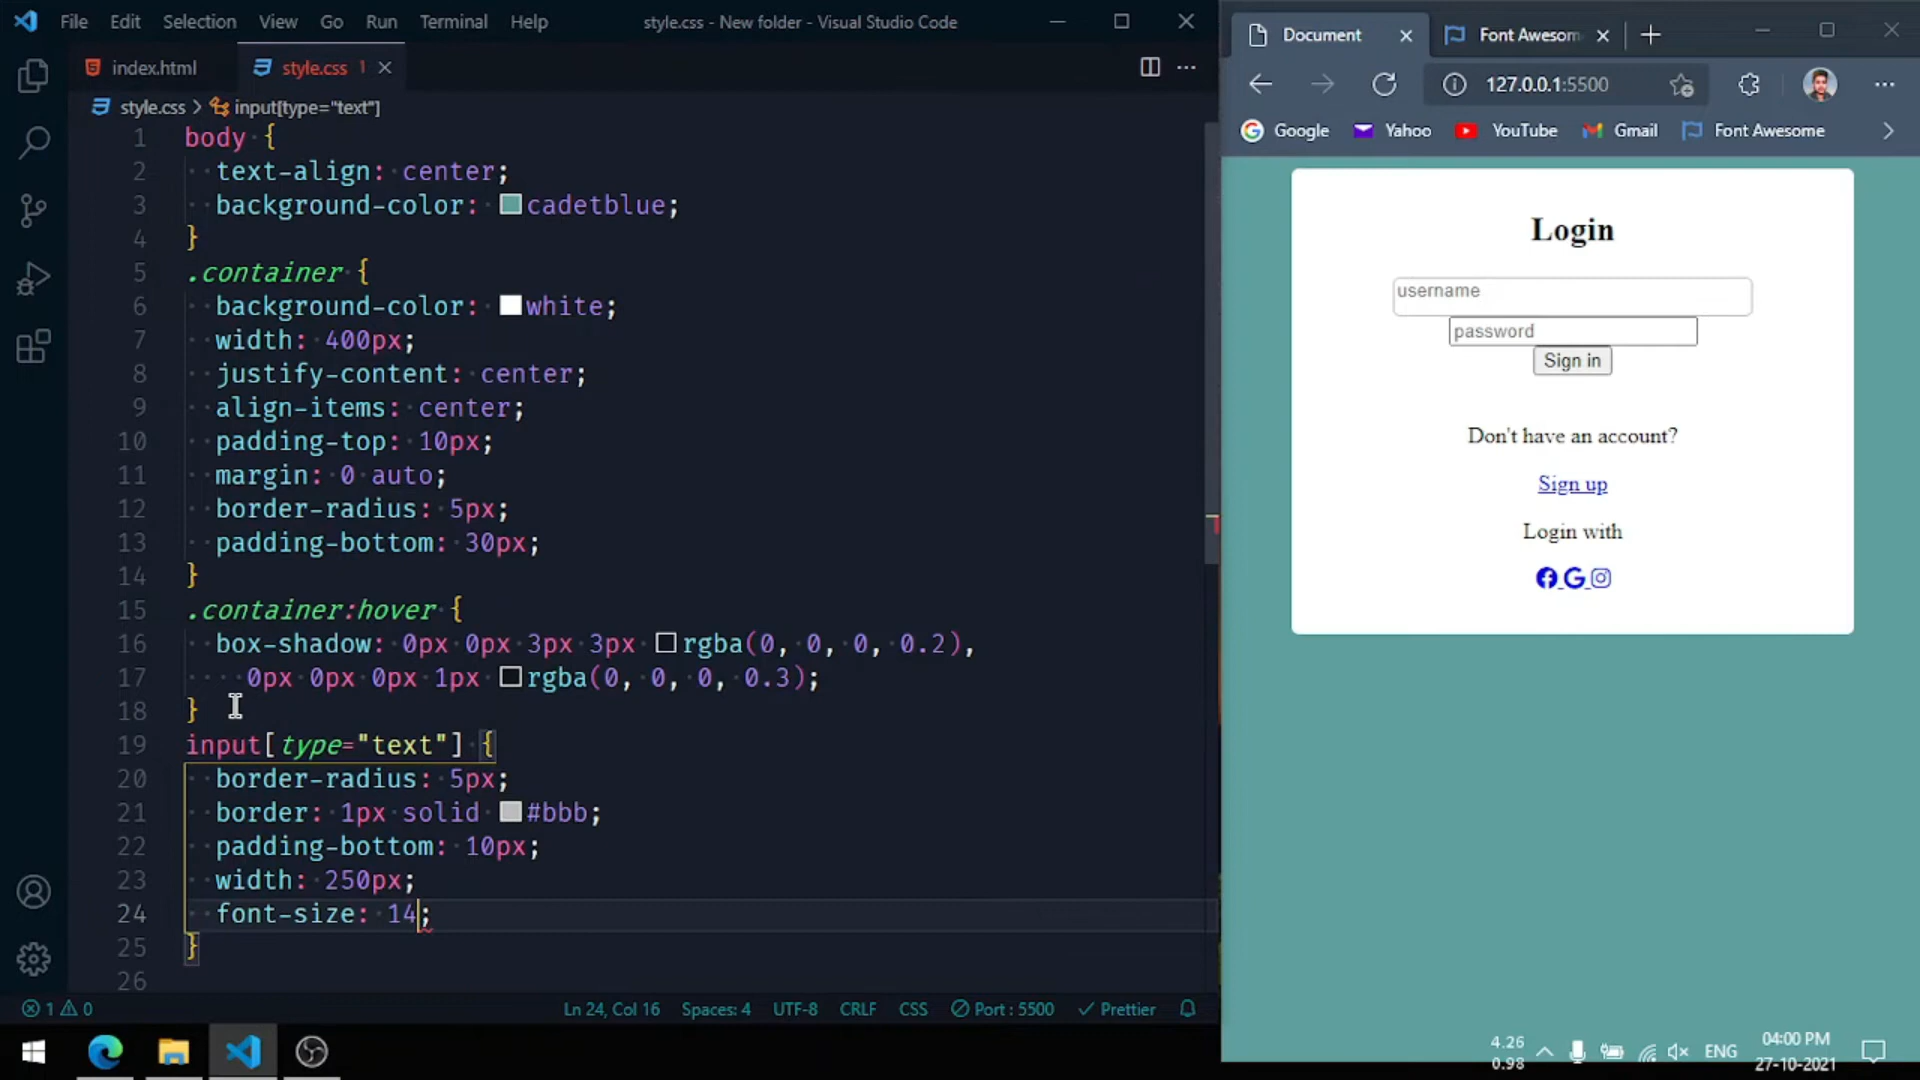 File Edit Selection View Go Run Terminal Help style.css - New folder - Visual Studio Code
index.html style.css 1
style.css > input[type="text"]
1 body {
2 text-align: center;
3 background-color: cadetblue;
4 }
5 .container {
6 background-color: white;
7 width: 400px;
8 justify-content: center;
9 align-items: center;
10 padding-top: 10px;
11 margin: 0 auto;
12 border-radius: 5px;
13 padding-bottom: 30px;
14 }
15 .container:hover {
16 box-shadow: 0px 0px 3px 3px rgba(0, 0, 0, 0.2),
17 0px 0px 0px 1px rgba(0, 0, 0, 0.3);
18 }
19 input[type="text"] {
20 border-radius: 5px;
21 border: 1px solid #bbb;
22 padding-bottom: 10px;
23 width: 250px;
24 font-size: 14;
25 }
26
1 0 Ln 24, Col 16 Spaces: 4 UTF-8 CRLF CSS Port : 5500 Prettier
Document Font Awesom
127.0.0.1:5500
Google Yahoo YouTube Gmail Font Awesome
Login
username
password
Sign in
Don't have an account?
Sign up
Login with
4.26
0.98
ENG
04:00 PM
27-10-2021